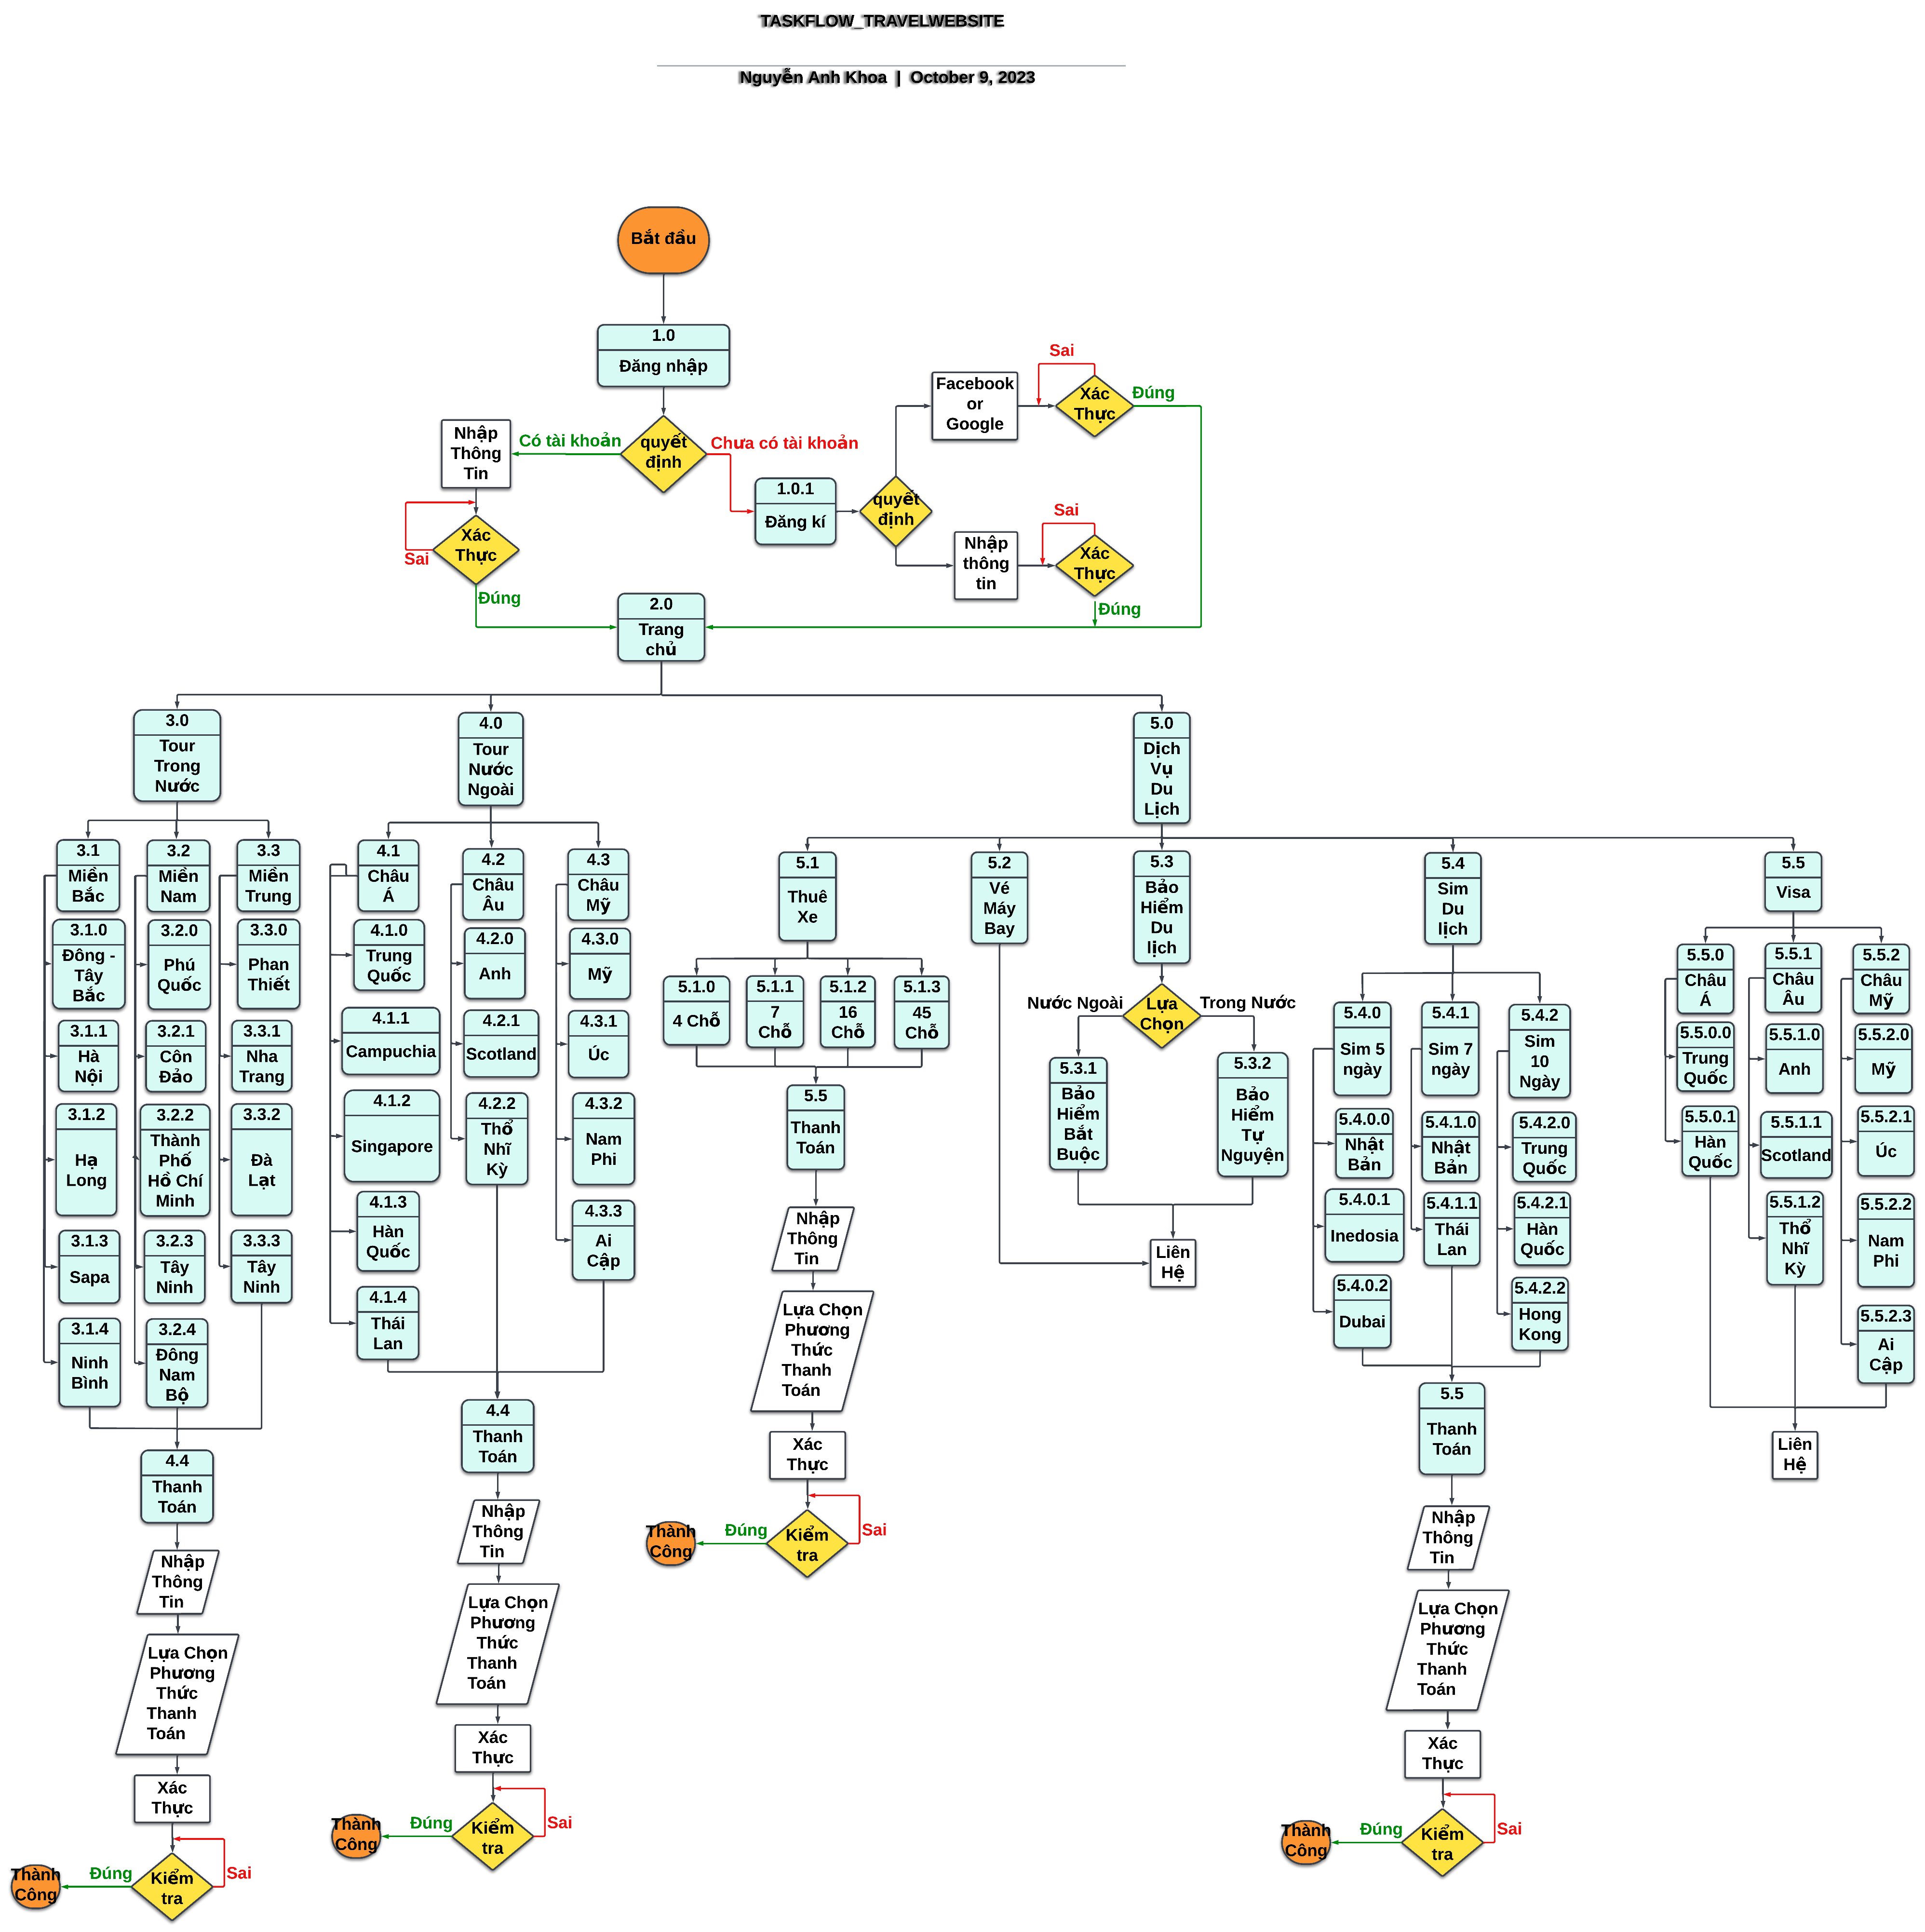 TASKFLOW_TRAVELWEBSITE
Nguyễn Anh Khoa | October 9, 2023
Bắt đầu
1.0
Đăng nhập
quyết
định
Có tài khoản
Chưa có tài khoản
Nhập
Thông
Tin
Xác
Thực
Sai
Đúng
1.0.1
Đăng kí
quyết
định
Facebook
or
Google
Xác
Thực
Sai
Đúng
Nhập
thông
tin
Xác
Thực
Sai
Đúng
2.0
Trang
chủ
3.0
Tour
Trong
Nước
3.1
Miền
Bắc
3.1.0
Đông -
Tây
Bắc
3.1.1
Hà
Nội
3.1.2
Hạ
Long
3.1.3
Sapa
3.1.4
Ninh
Bình
3.2
Miền
Nam
3.2.0
Phú
Quốc
3.2.1
Côn
Đảo
3.2.2
Thành
Phố
Hồ Chí
Minh
3.2.3
Tây
Ninh
3.2.4
Đông
Nam
Bộ
3.3
Miền
Trung
3.3.0
Phan
Thiết
3.3.1
Nha
Trang
3.3.2
Đà
Lạt
3.3.3
Tây
Ninh
4.4
Thanh
Toán
Nhập
Thông
Tin
Lựa Chọn
Phương
Thức
Thanh
Toán
Xác
Thực
Kiểm
tra
Sai
Đúng
Thành
Công
4.0
Tour
Nước
Ngoài
4.1
Châu
Á
4.1.0
Trung
Quốc
4.1.1
Campuchia
4.1.2
Singapore
4.1.3
Hàn
Quốc
4.1.4
Thái
Lan
4.2
Châu
Âu
4.2.0
Anh
4.2.1
Scotland
4.2.2
Thổ
Nhĩ
Kỳ
4.3
Châu
Mỹ
4.3.0
Mỹ
4.3.1
Úc
4.3.2
Nam
Phi
4.3.3
Ai
Cập
4.4
Thanh
Toán
Nhập
Thông
Tin
Lựa Chọn
Phương
Thức
Thanh
Toán
Xác
Thực
Kiểm
tra
Sai
Đúng
Thành
Công
5.0
Dịch
Vụ
Du
Lịch
5.1
Thuê
Xe
5.1.0
4 Chỗ
5.1.1
7
Chỗ
5.1.2
16
Chỗ
5.1.3
45
Chỗ
5.5
Thanh
Toán
Nhập
Thông
Tin
Lựa Chọn
Phương
Thức
Thanh
Toán
Xác
Thực
Kiểm
tra
Sai
Đúng
Thành
Công
5.2
Vé
Máy
Bay
5.3
Bảo
Hiểm
Du
lịch
Lựa
Chọn
Nước Ngoài
Trong Nước
5.3.1
Bảo
Hiểm
Bắt
Buộc
5.3.2
Bảo
Hiểm
Tự
Nguyện
Liên
Hệ
5.4
Sim
Du
lịch
5.4.0
Sim 5
ngày
5.4.0.0
Nhật
Bản
5.4.0.1
Inedosia
5.4.0.2
Dubai
5.4.1
Sim 7
ngày
5.4.1.0
Nhật
Bản
5.4.1.1
Thái
Lan
5.4.2
Sim
10
Ngày
5.4.2.0
Trung
Quốc
5.4.2.1
Hàn
Quốc
5.4.2.2
Hong
Kong
5.5
Thanh
Toán
Nhập
Thông
Tin
Lựa Chọn
Phương
Thức
Thanh
Toán
Xác
Thực
Kiểm
tra
Sai
Đúng
Thành
Công
5.5
Visa
5.5.0
Châu
Á
5.5.0.0
Trung
Quốc
5.5.0.1
Hàn
Quốc
5.5.1
Châu
Âu
5.5.1.0
Anh
5.5.1.1
Scotland
5.5.1.2
Thổ
Nhĩ
Kỳ
5.5.2
Châu
Mỹ
5.5.2.0
Mỹ
5.5.2.1
Úc
5.5.2.2
Nam
Phi
5.5.2.3
Ai
Cập
Liên
Hệ